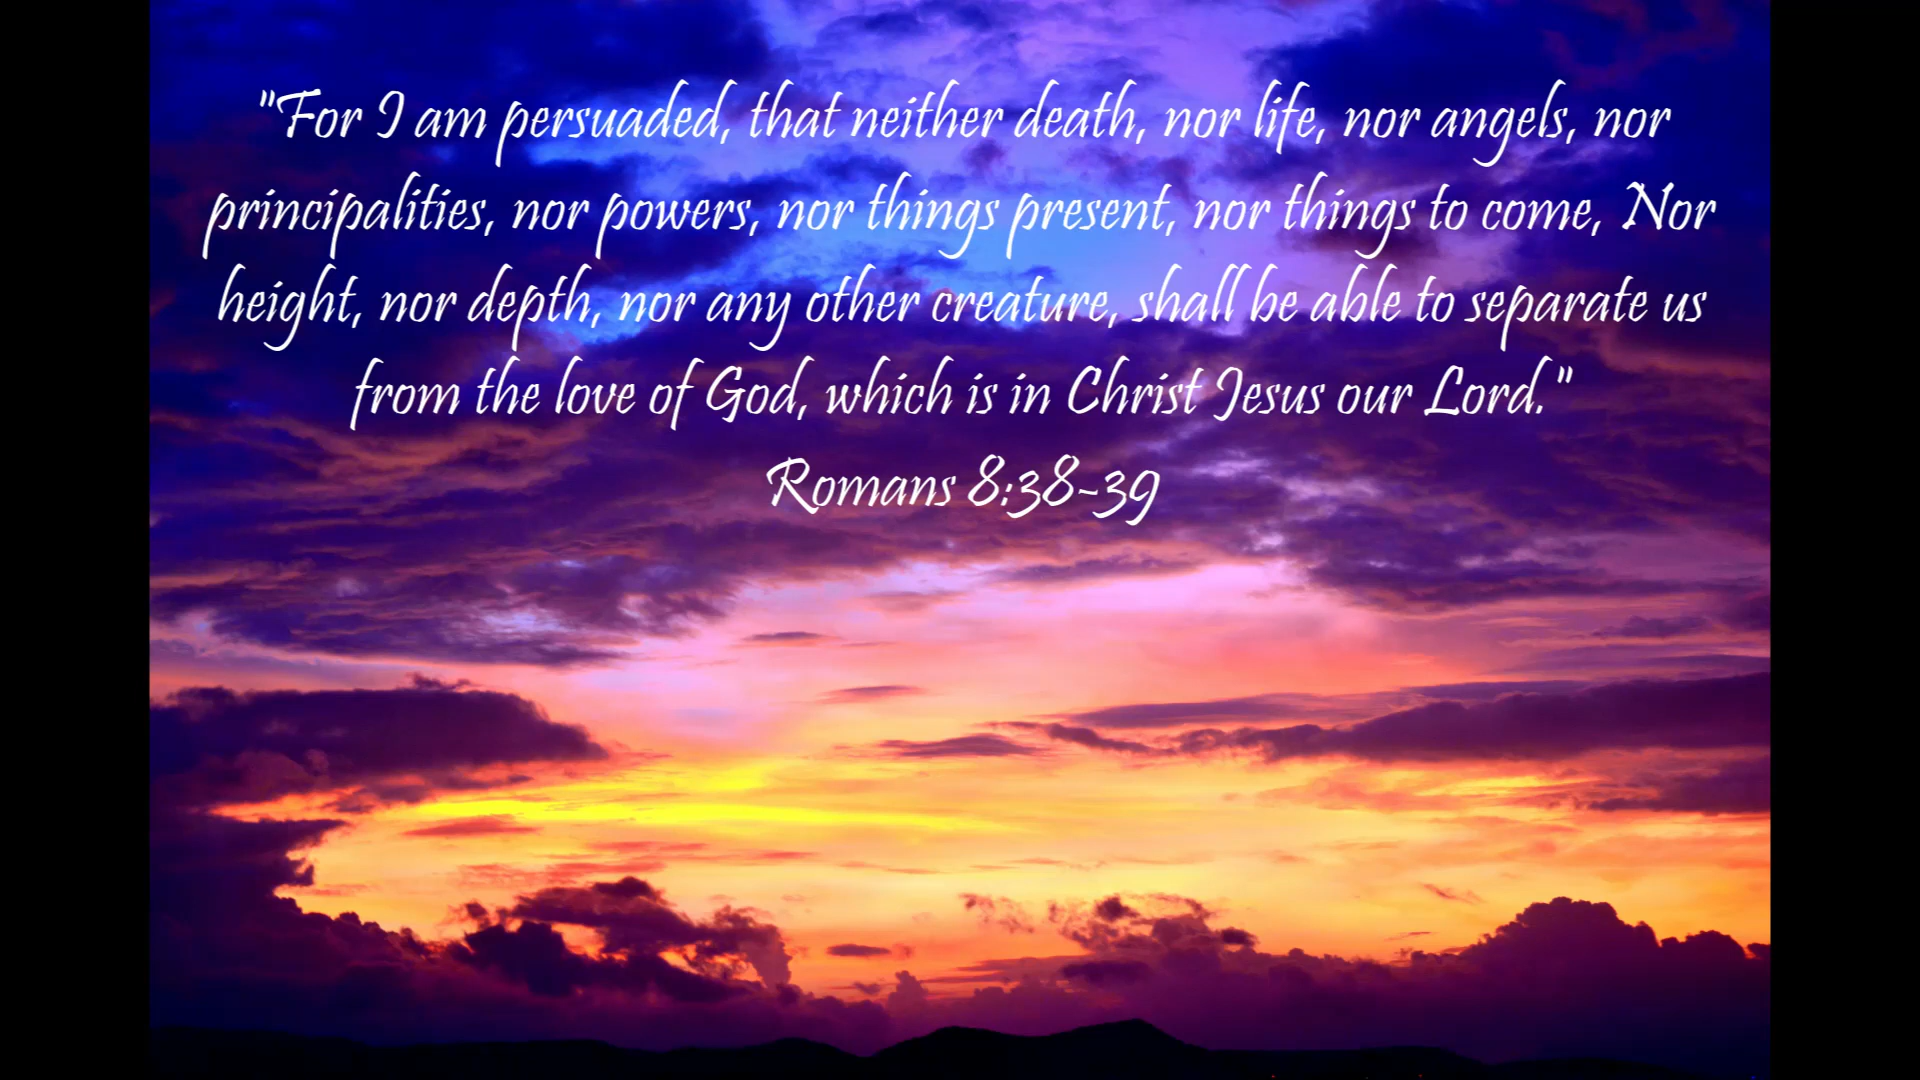 "For I am persuaded, that neither death, nor life, nor angels, nor
principalities, nor powers, nor things present, nor things to come, Nor
height, nor depth, nor any other creature, shall be able to separate us
from the love of God, which is in Christ Jesus our Lord."
Romans 8:38-39